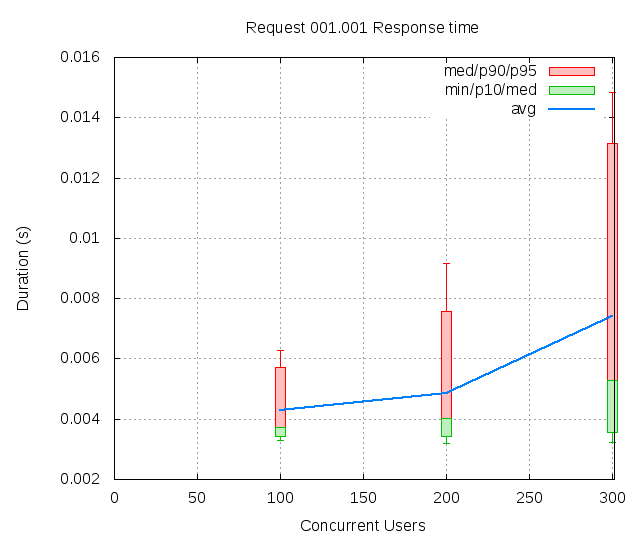 Request 001.001 Response time
0.016
0.014
0.012
0.01
0.008
0.006
0.004
0.002
Duration (s)
med/p90/p95
min/p10/med
avg
0 50 100 150 200 250 300
Concurrent Users